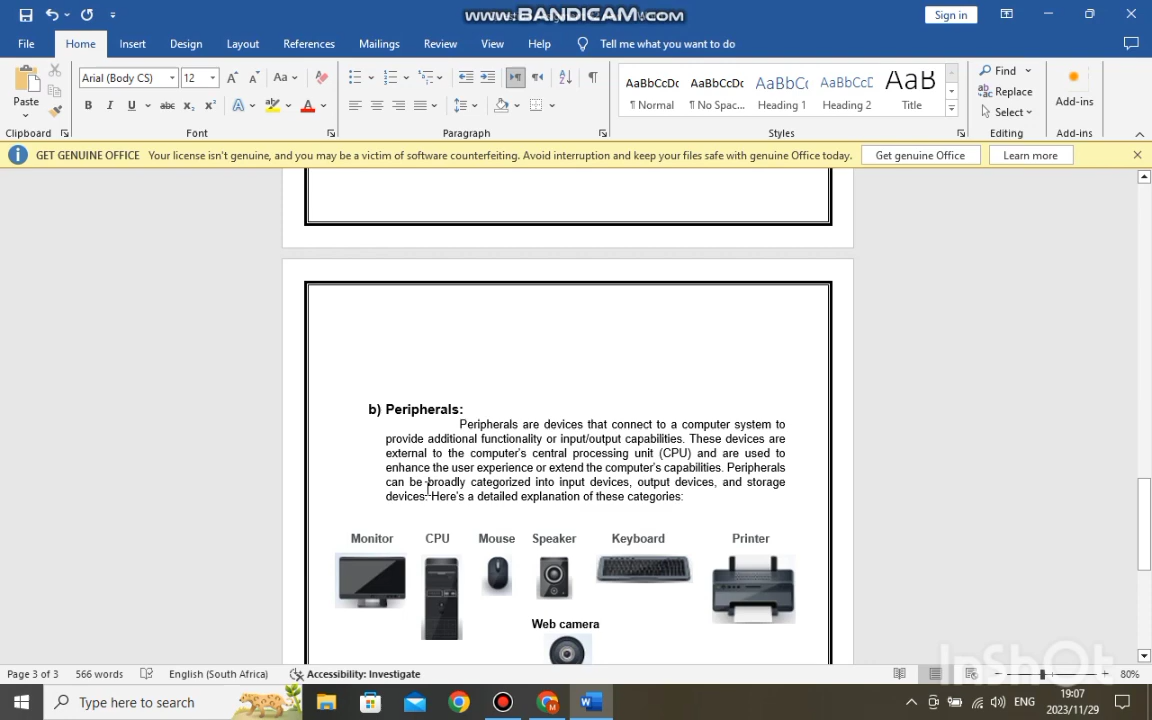 www.BANDICAM.com
Sign in
File Home Insert Design Layout References Mailings Review View Help Tell me what you want to do
Arial (Body CS) 12 Aa
AaBbCcDc AaBbCcDc AaBbCc AaBbCcI AaB
Find
Paste
B I U abc x₂ x² A A
¶ Normal ¶ No Spac... Heading 1 Heading 2 Title
Replace
Select
Add-ins
Clipboard Font Paragraph Styles Editing Add-ins
GET GENUINE OFFICE Your license isn't genuine, and you may be a victim of software counterfeiting. Avoid interruption and keep your files safe with genuine Office today. Get genuine Office Learn more
b) Peripherals:
Peripherals are devices that connect to a computer system to
provide additional functionality or input/output capabilities. These devices are
external to the computer's central processing unit (CPU) and are used to
enhance the user experience or extend the computer's capabilities. Peripherals
can be broadly categorized into input devices, output devices, and storage
devices. Here's a detailed explanation of these categories:
Monitor CPU Mouse Speaker Keyboard Printer
Web camera
InShOt
Page 3 of 3 566 words English (South Africa) Accessibility: Investigate 80%
Type here to search
ENG
19:07
2023/11/29